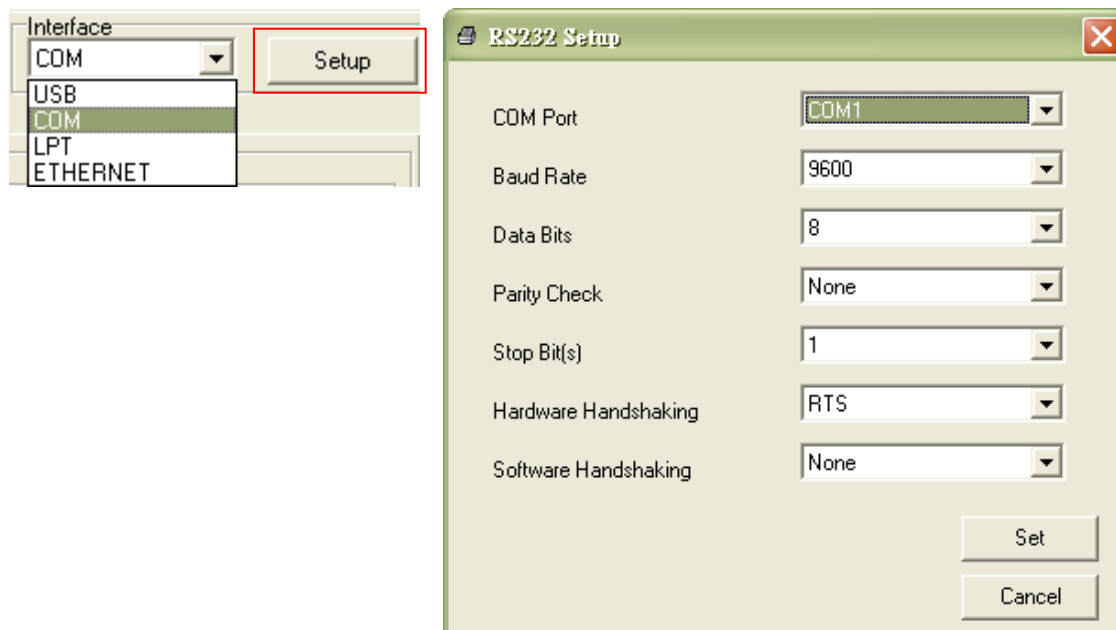 Interface
COM
Setup
USB
COM
LPT
ETHERNET
RS232 Setup
COM Port
COM1
Baud Rate
9600
Data Bits
8
Parity Check
None
Stop Bit(s)
1
Hardware Handshaking
RTS
Software Handshaking
None
Set
Cancel